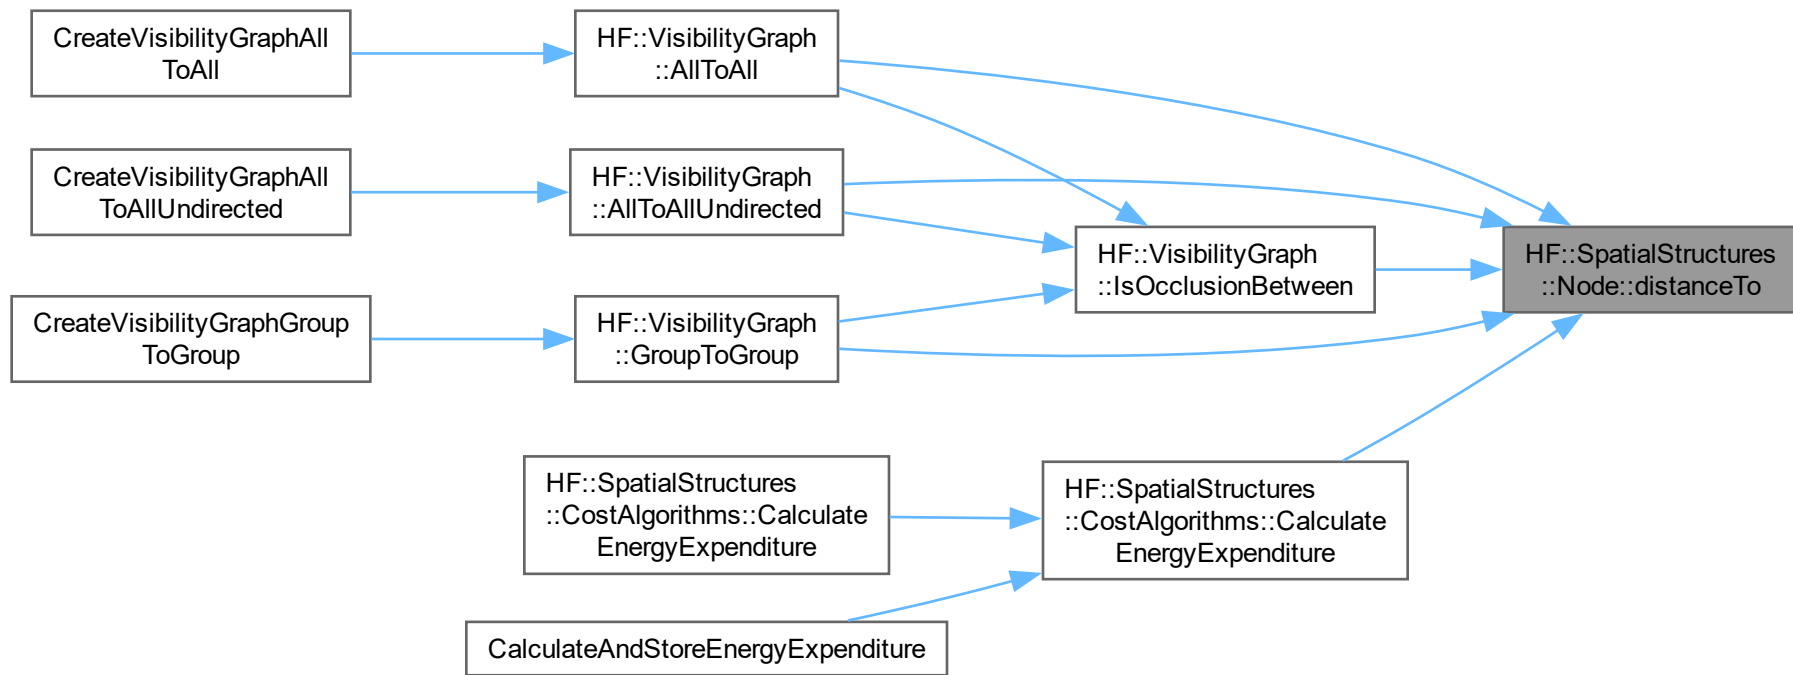 CreateVisibilityGraphAll
ToAll
HF::VisibilityGraph
::AllToAll
CreateVisibilityGraphAll
ToAllUndirected
HF::VisibilityGraph
::AllToAllUndirected
HF::VisibilityGraph
::IsOcclusionBetween
HF::SpatialStructures
::Node::distanceTo
CreateVisibilityGraphGroup
ToGroup
HF::VisibilityGraph
::GroupToGroup
HF::SpatialStructures
::CostAlgorithms::Calculate
EnergyExpenditure
HF::SpatialStructures
::CostAlgorithms::Calculate
EnergyExpenditure
CalculateAndStoreEnergyExpenditure